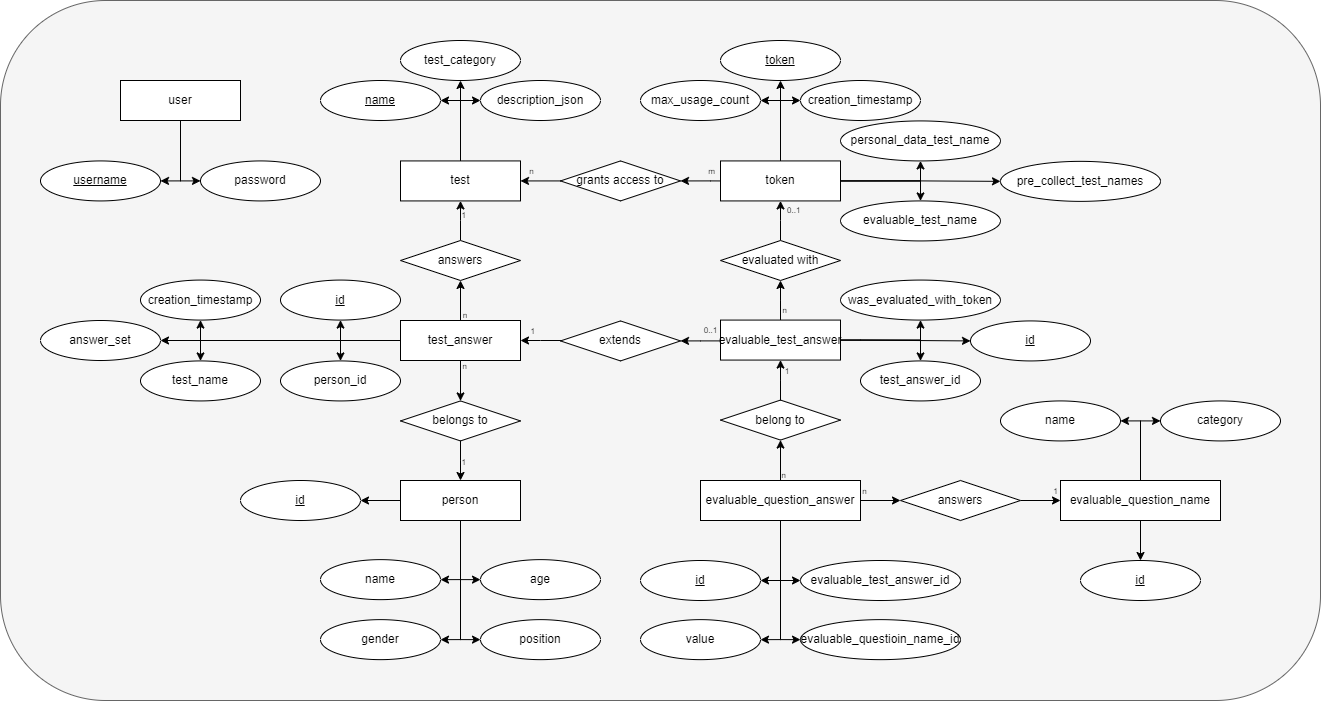 test_category
token
user
name
description_json
max_usage_count
creation_timestamp
personal_data_test_name
username
password
test
n
grants access to
m
token
pre_collect_test_names
1
0..1
evaluable_test_name
answers
evaluated with
creation_timestamp
id
n
n
was_evaluated_with_token
answer_set
test_answer
1
extends
0..1
evaluable_test_answer
id
test_name
person_id
n
1
test_answer_id
belongs to
belong to
name
category
1
n
id
person
evaluable_question_answer
n
answers
1
evaluable_question_name
name
age
id
evaluable_test_answer_id
id
gender
position
value
evaluable_questioin_name_id